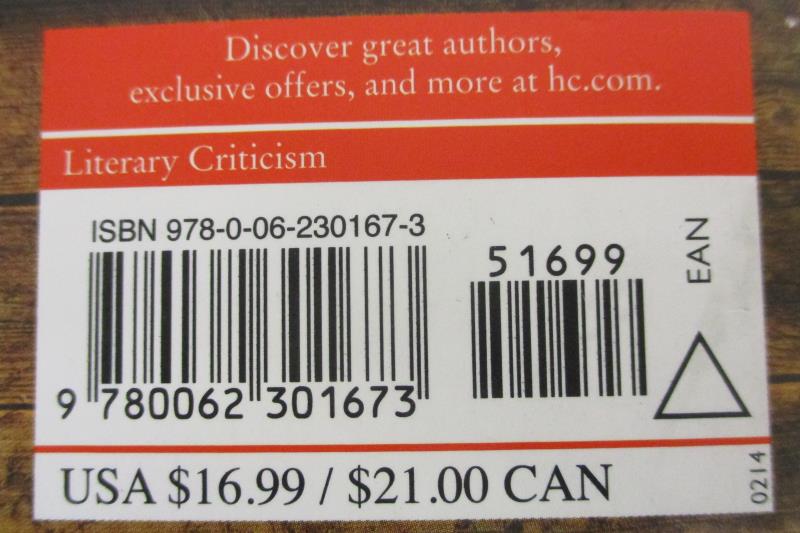 Discover great authors,
exclusive offers, and more at hc.com.
Literary Criticism
ISBN 978-0-06-230167-3
51699
EAN
9 780062 301673
USA $16.99 / $21.00 CAN
0214